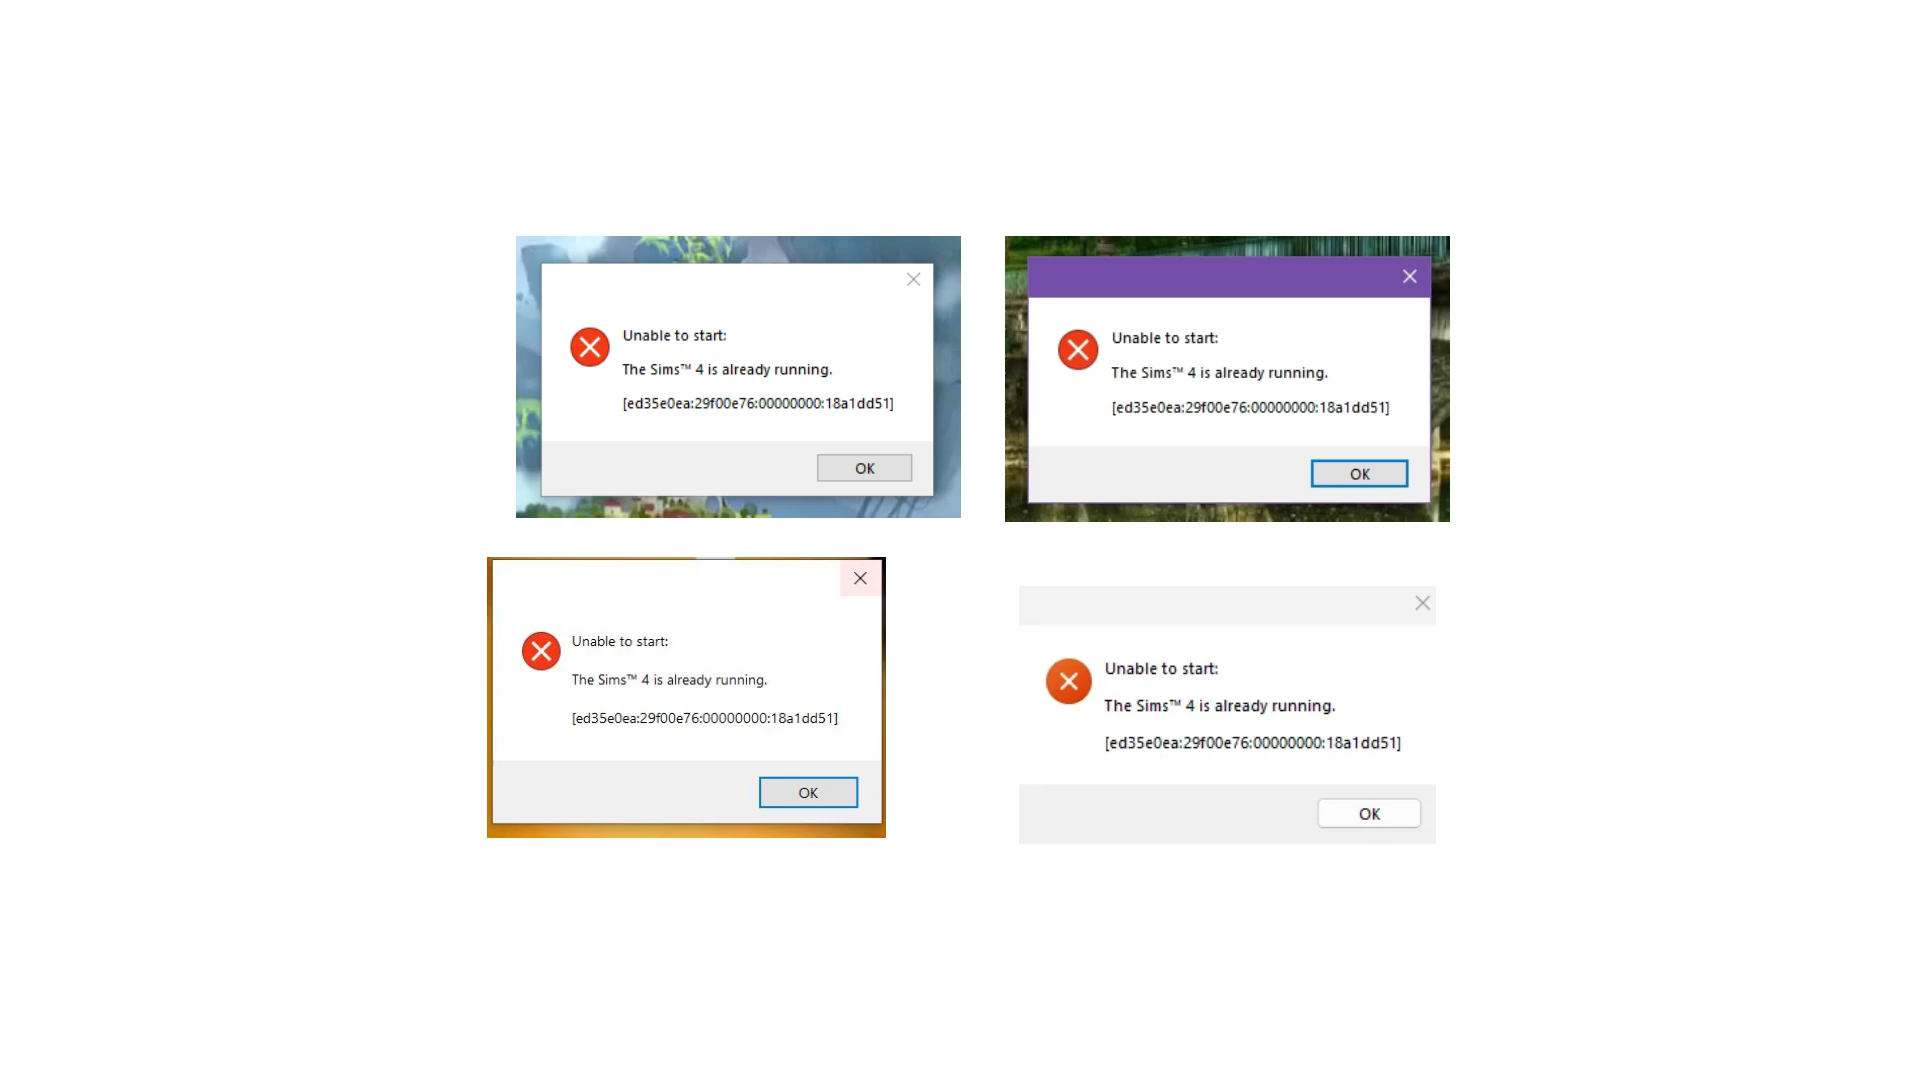 Unable to start:
The Sims™ 4 is already running.
[ed35e0ea:29f00e76:00000000:18a1dd51]
OK
Unable to start:
The Sims™ 4 is already running.
[ed35e0ea:29f00e76:00000000:18a1dd51]
OK
Unable to start:
The Sims™ 4 is already running.
[ed35e0ea:29f00e76:00000000:18a1dd51]
OK
Unable to start:
The Sims™ 4 is already running.
[ed35e0ea:29f00e76:00000000:18a1dd51]
OK